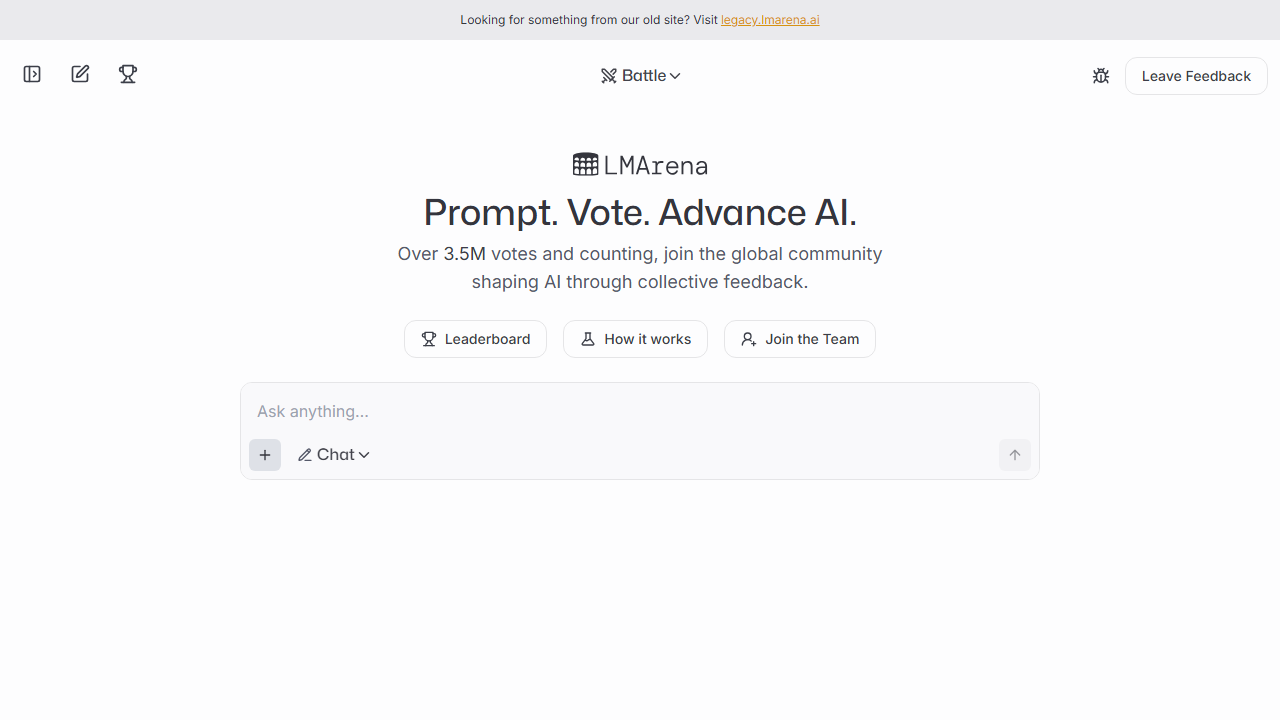 Looking for something from our old site? Visit legacy.lmarena.ai
Battle
Leave Feedback
LMArena
Prompt. Vote. Advance AI.
Over 3.5M votes and counting, join the global community
shaping AI through collective feedback.
Leaderboard
How it works
Join the Team
Ask anything...
Chat